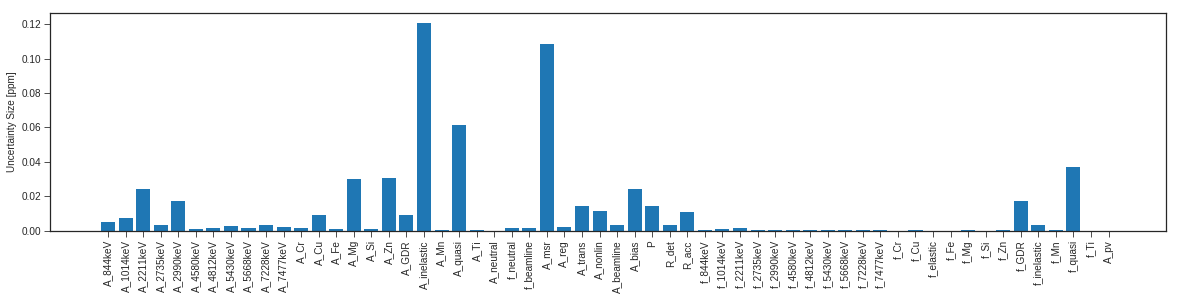 0.12
0.10
0.08
0.06
0.04
0.02
0.00
Uncertainty Size [ppm]
A_844keV
A_1014keV
A_2211keV
A_2735keV
A_2990keV
A_4580keV
A_4812keV
A_5430keV
A_5668keV
A_7228keV
A_7477keV
A_Cr
A_Cu
A_Fe
A_Mg
A_Si
A_Zn
A_GDR
A_inelastic
A_Mn
A_quasi
A_Ti
A_neutral
f_neutral
f_beamline
A_msr
A_reg
A_trans
A_nonlin
A_beamline
A_bias
P
R_det
R_acc
f_844keV
f_1014keV
f_2211keV
f_2735keV
f_2990keV
f_4580keV
f_4812keV
f_5430keV
f_5668keV
f_7228keV
f_7477keV
f_Cr
f_Cu
f_elastic
f_Fe
f_Mg
f_Si
f_Zn
f_GDR
f_inelastic
f_Mn
f_quasi
f_Ti
A_pv